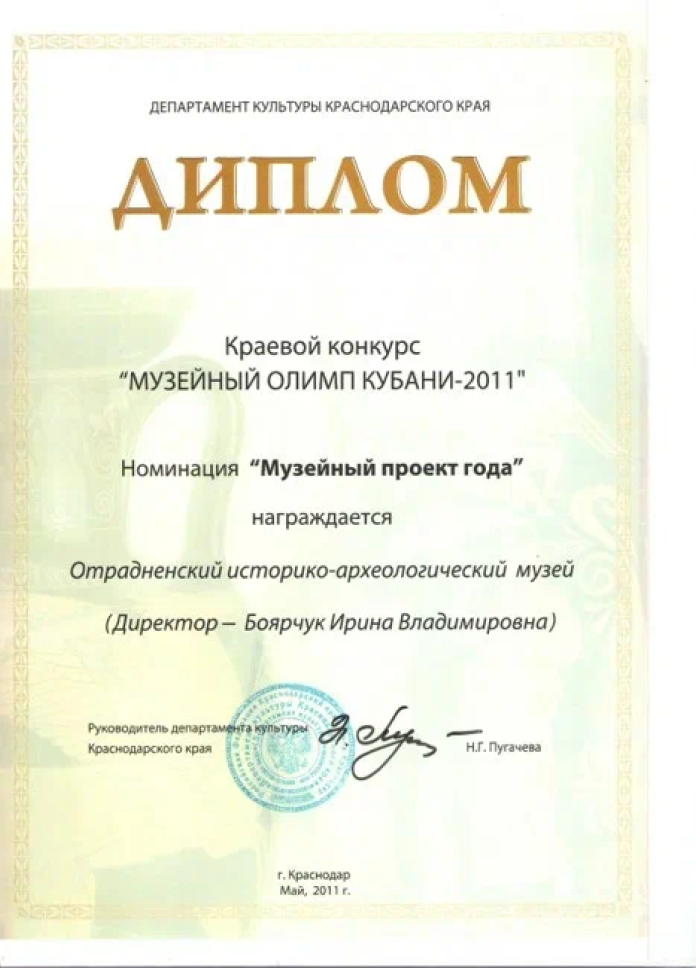 ДЕПАРТАМЕНТ КУЛЬТУРЫ КРАСНОДАРСКОГО КРАЯ
ДИПЛОМ
Краевой конкурс
“МУЗЕЙНЫЙ ОЛИМП КУБАНИ-2011"
Номинация “Музейный проект года”
награждается
Отрадненский историко-археологический музей
(Директор – Боярчук Ирина Владимировна)
Руководитель департамента культуры
Краснодарского края
Н.Г. Пугачева
г. Краснодар
Май, 2011 г.